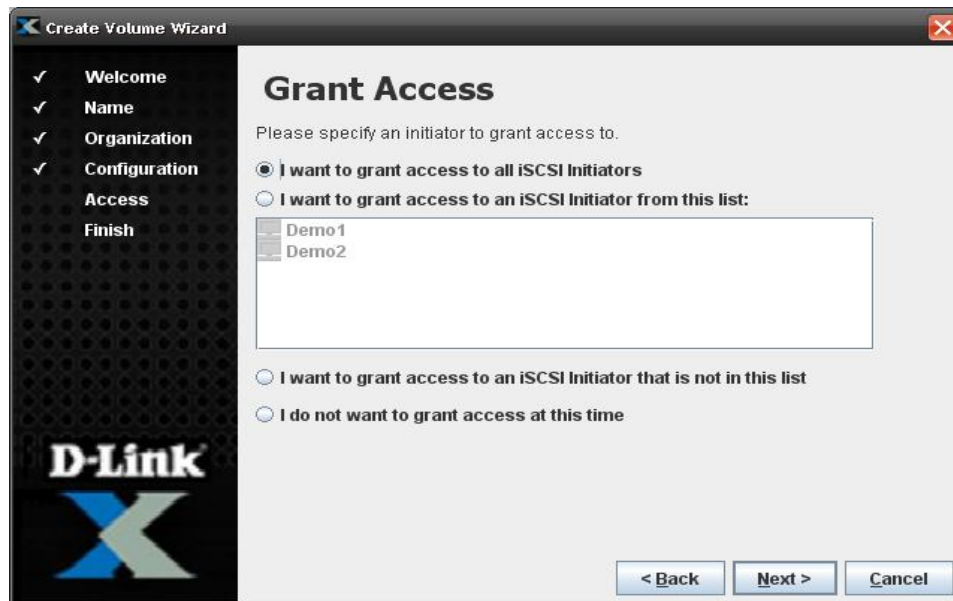 Create Volume Wizard
Welcome
Name
Organization
Configuration
Access
Finish
D-Link
Grant Access
Please specify an initiator to grant access to.
I want to grant access to all iSCSI Initiators
I want to grant access to an iSCSI Initiator from this list:
Demo1
Demo2
I want to grant access to an iSCSI Initiator that is not in this list
I do not want to grant access at this time
< Back
Next >
Cancel